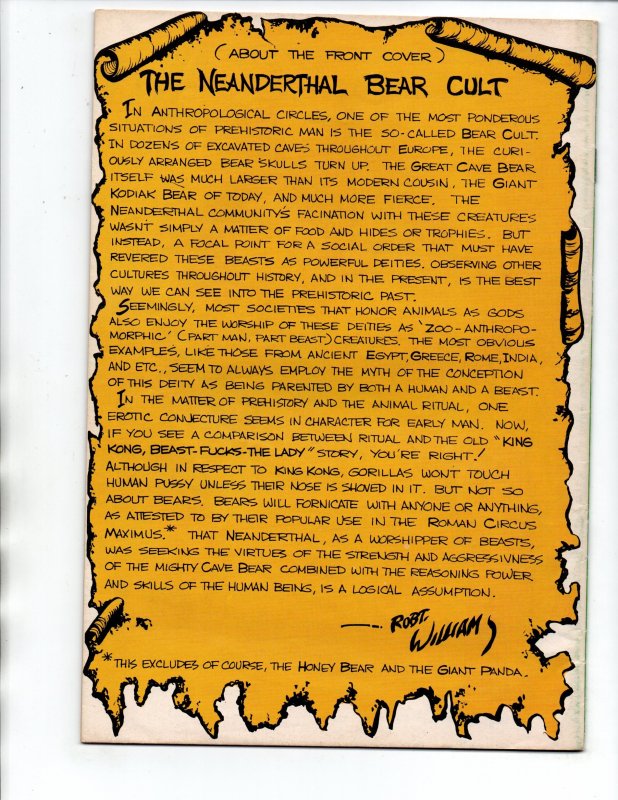 (ABOUT THE FRONT COVER)
THE NEANDERTHAL BEAR CULT
IN ANTHROPOLOGICAL CIRCLES, ONE OF THE MOST PONDEROUS
SITUATIONS OF PREHISTORIC MAN IS THE SO-CALLED BEAR CULT.
IN DOZENS OF EXCAVATED CAVES THROUGHOUT EUROPE, THE CURI-
OUSLY ARRANGED BEAR SKULLS TURN UP. THE GREAT CAVE BEAR
ITSELF WAS MUCH LARGER THAN ITS MODERN COUSIN, THE GIANT
KODIAK BEAR OF TODAY, AND MUCH MORE FIERCE. THE
NEANDERTHAL COMMUNITY'S FACINATION WITH THESE CREATURES
WASN'T SIMPLY A MATTER OF FOOD AND HIDES OR TROPHIES. BUT
INSTEAD, A FOCAL POINT FOR A SOCIAL ORDER THAT MUST HAVE
REVERED THESE BEASTS AS POWERFUL DEITIES. OBSERVING OTHER
CULTURES THROUGHOUT HISTORY, AND IN THE PRESENT, IS THE BEST
WAY WE CAN SEE INTO THE PREHISTORIC PAST.
SEEMINGLY, MOST SOCIETIES THAT HONOR ANIMALS AS GODS
ALSO ENJOY THE WORSHIP OF THESE DEITIES AS 'ZOO-ANTHROPO-
MORPHIC' (PART MAN, PART BEAST) CREATURES. THE MOST OBVIOUS
EXAMPLES, LIKE THOSE FROM ANCIENT EGYPT, GREECE, ROME, INDIA,
AND ETC., SEEM TO ALWAYS EMPLOY THE MYTH OF THE CONCEPTION
OF THIS DEITY AS BEING PARENTED BY BOTH A HUMAN AND A BEAST.
IN THE MATTER OF PREHISTORY AND THE ANIMAL RITUAL, ONE
EROTIC CONJECTURE SEEMS IN CHARACTER FOR EARLY MAN. NOW,
IF YOU SEE A COMPARISON BETWEEN RITUAL AND THE OLD "KING
KONG, BEAST-FUCKS-THE LADY" STORY, YOU'RE RIGHT!
ALTHOUGH IN RESPECT TO KING KONG, GORILLAS WONT TOUCH
HUMAN PUSSY UNLESS THEIR NOSE IS SHOVED IN IT. BUT NOT SO
ABOUT BEARS. BEARS WILL FORNICATE WITH ANYONE OR ANYTHING,
AS ATTESTED TO BY THEIR POPULAR USE IN THE ROMAN CIRCUS
MAXIMUS.* THAT NEANDERTHAL, AS A WORSHIPPER OF BEASTS,
WAS SEEKING THE VIRTUES OF THE STRENGTH AND AGGRESSIVNESS
OF THE MIGHTY CAVE BEAR COMBINED WITH THE REASONING POWER
AND SKILLS OF THE HUMAN BEING, IS A LOGICAL ASSUMPTION.
ROBT.
WILLIAMS
*THIS EXCLUDES OF COURSE, THE HONEY BEAR AND THE GIANT PANDA.